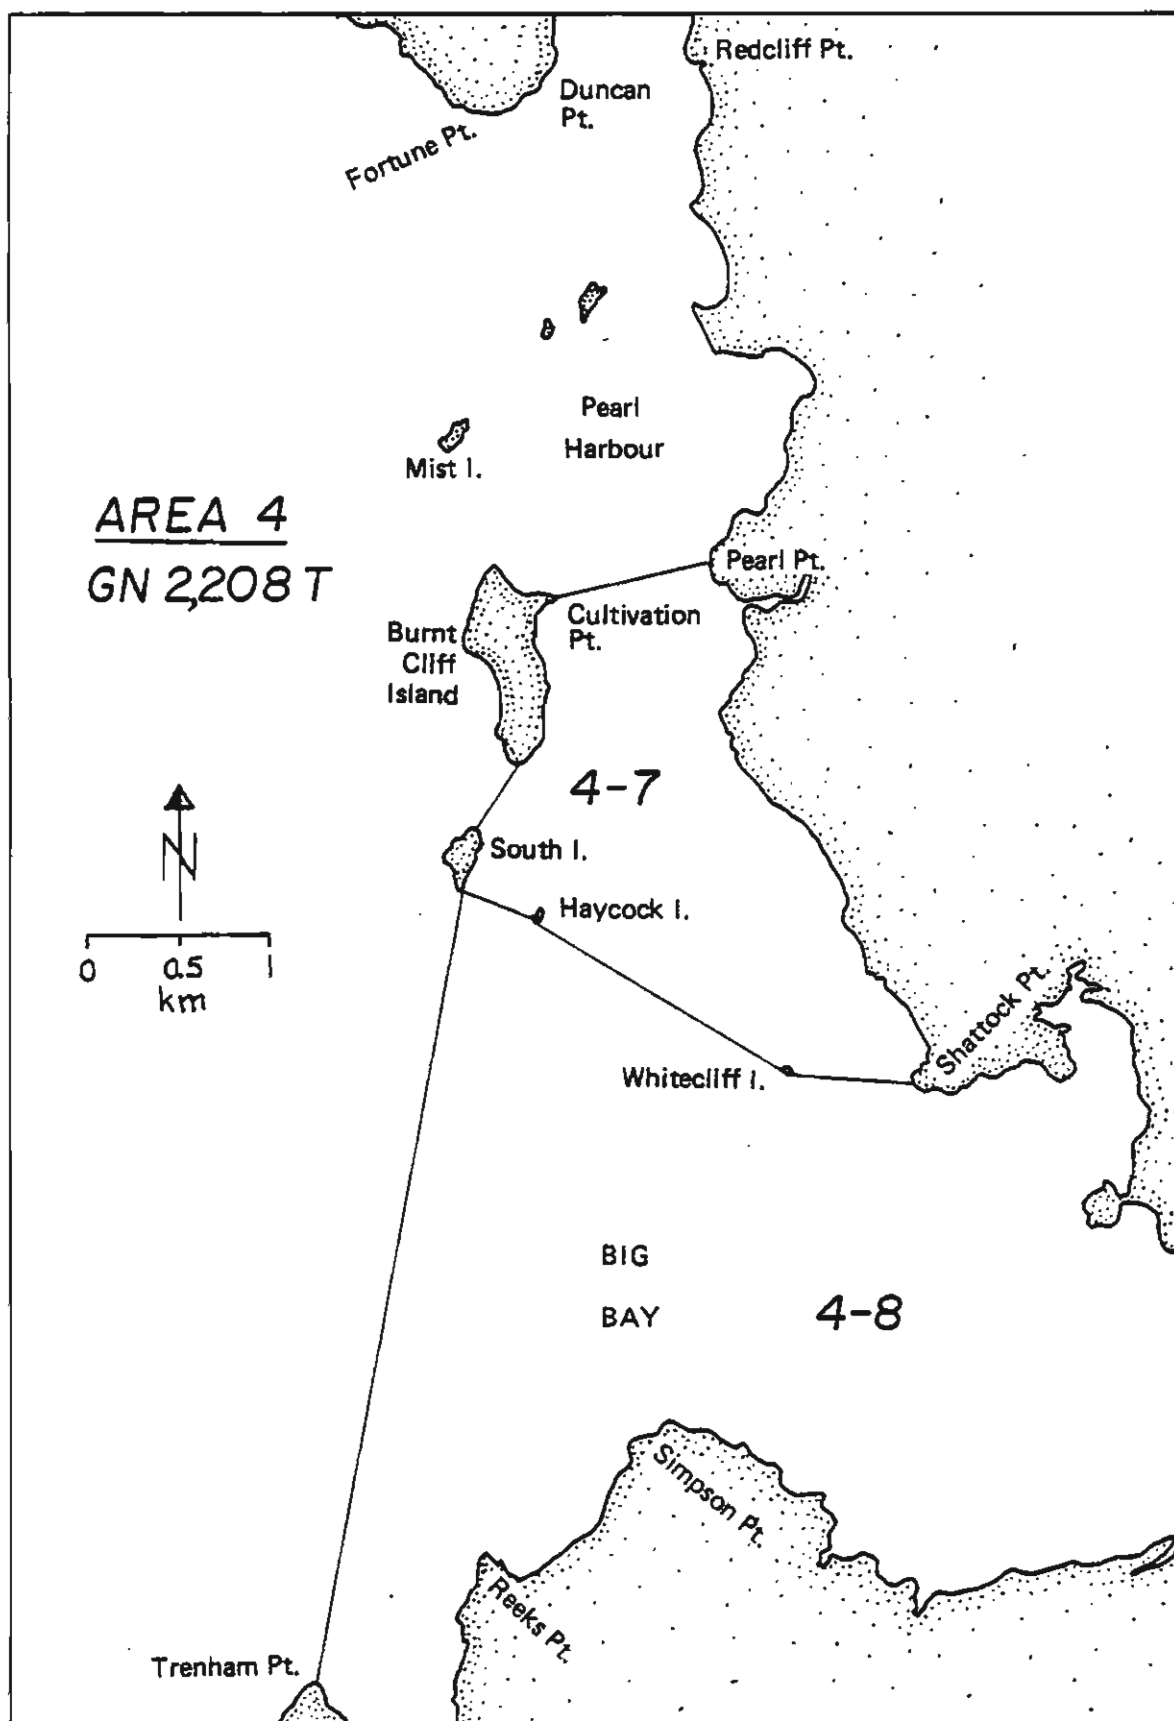 Redcliff Pt.
Duncan
Pt.
Fortune Pt.
Pearl
Harbour
Mist I.
AREA 4
GN 2,208 T
Pearl Pt.
Cultivation
Pt.
Burnt
Cliff
Island
4-7
N
South I.
Haycock I.
0 0.5 1
km
Shattock Pt.
Whitecliff I.
BIG
BAY
4-8
Simpson Pt.
Reeks Pt.
Trenham Pt.